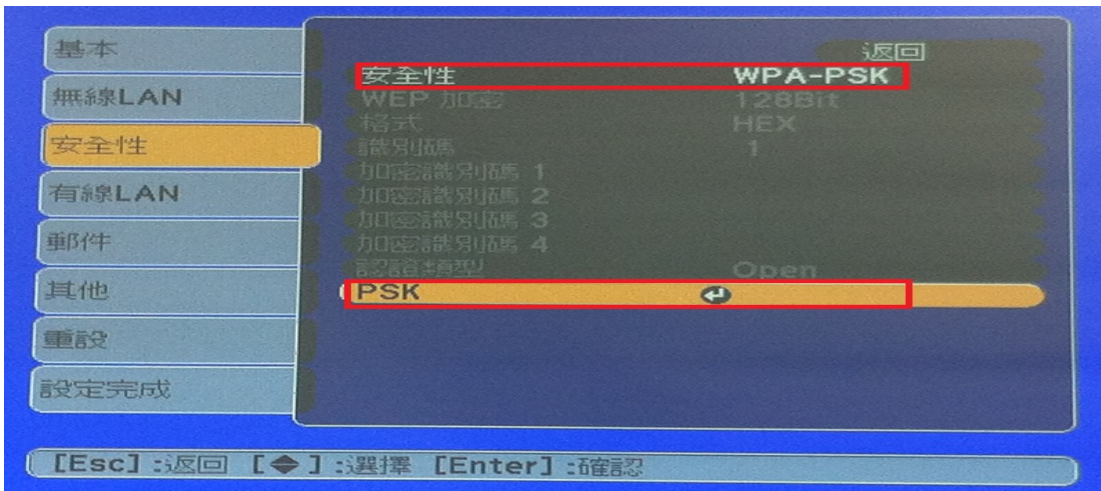 基本
無線LAN
安全性
有線LAN
郵件
其他
重設
設定完成
返回
安全性 WPA-PSK
WEP 加密 128Bit
格式 HEX
識別碼 1
加密識別碼 1
加密識別碼 2
加密識別碼 3
加密識別碼 4
認證類型 Open
PSK
[Esc] :返回 [◆] :選擇 [Enter] :確認